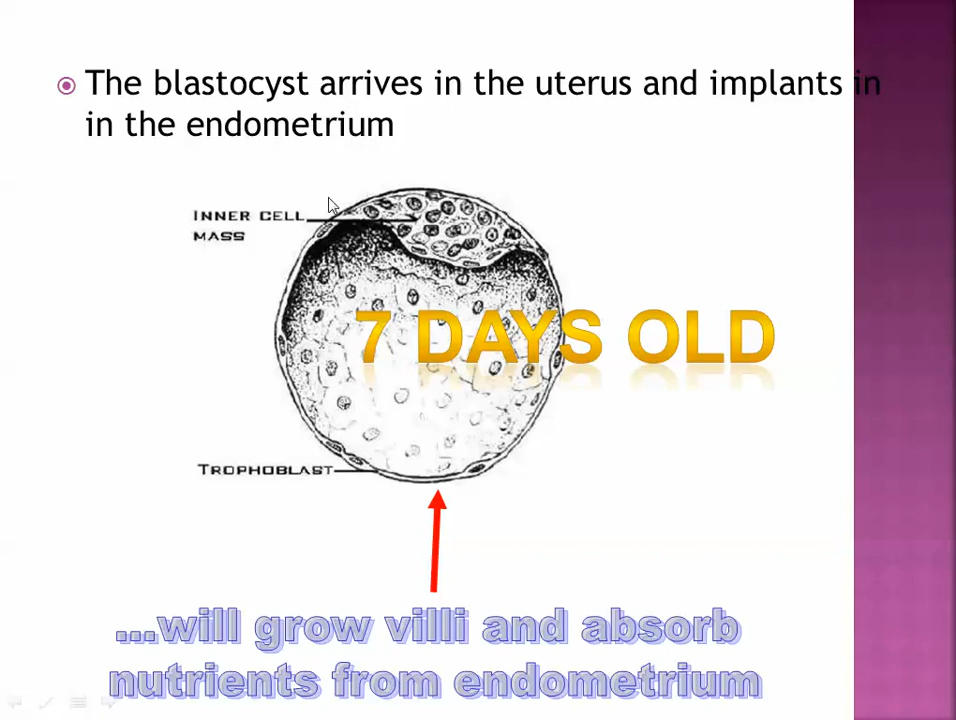 The blastocyst arrives in the uterus and implants in
in the endometrium
INNER CELL
MASS
7 DAYS OLD
TROPHOBLAST
...will grow villi and absorb
nutrients from endometrium